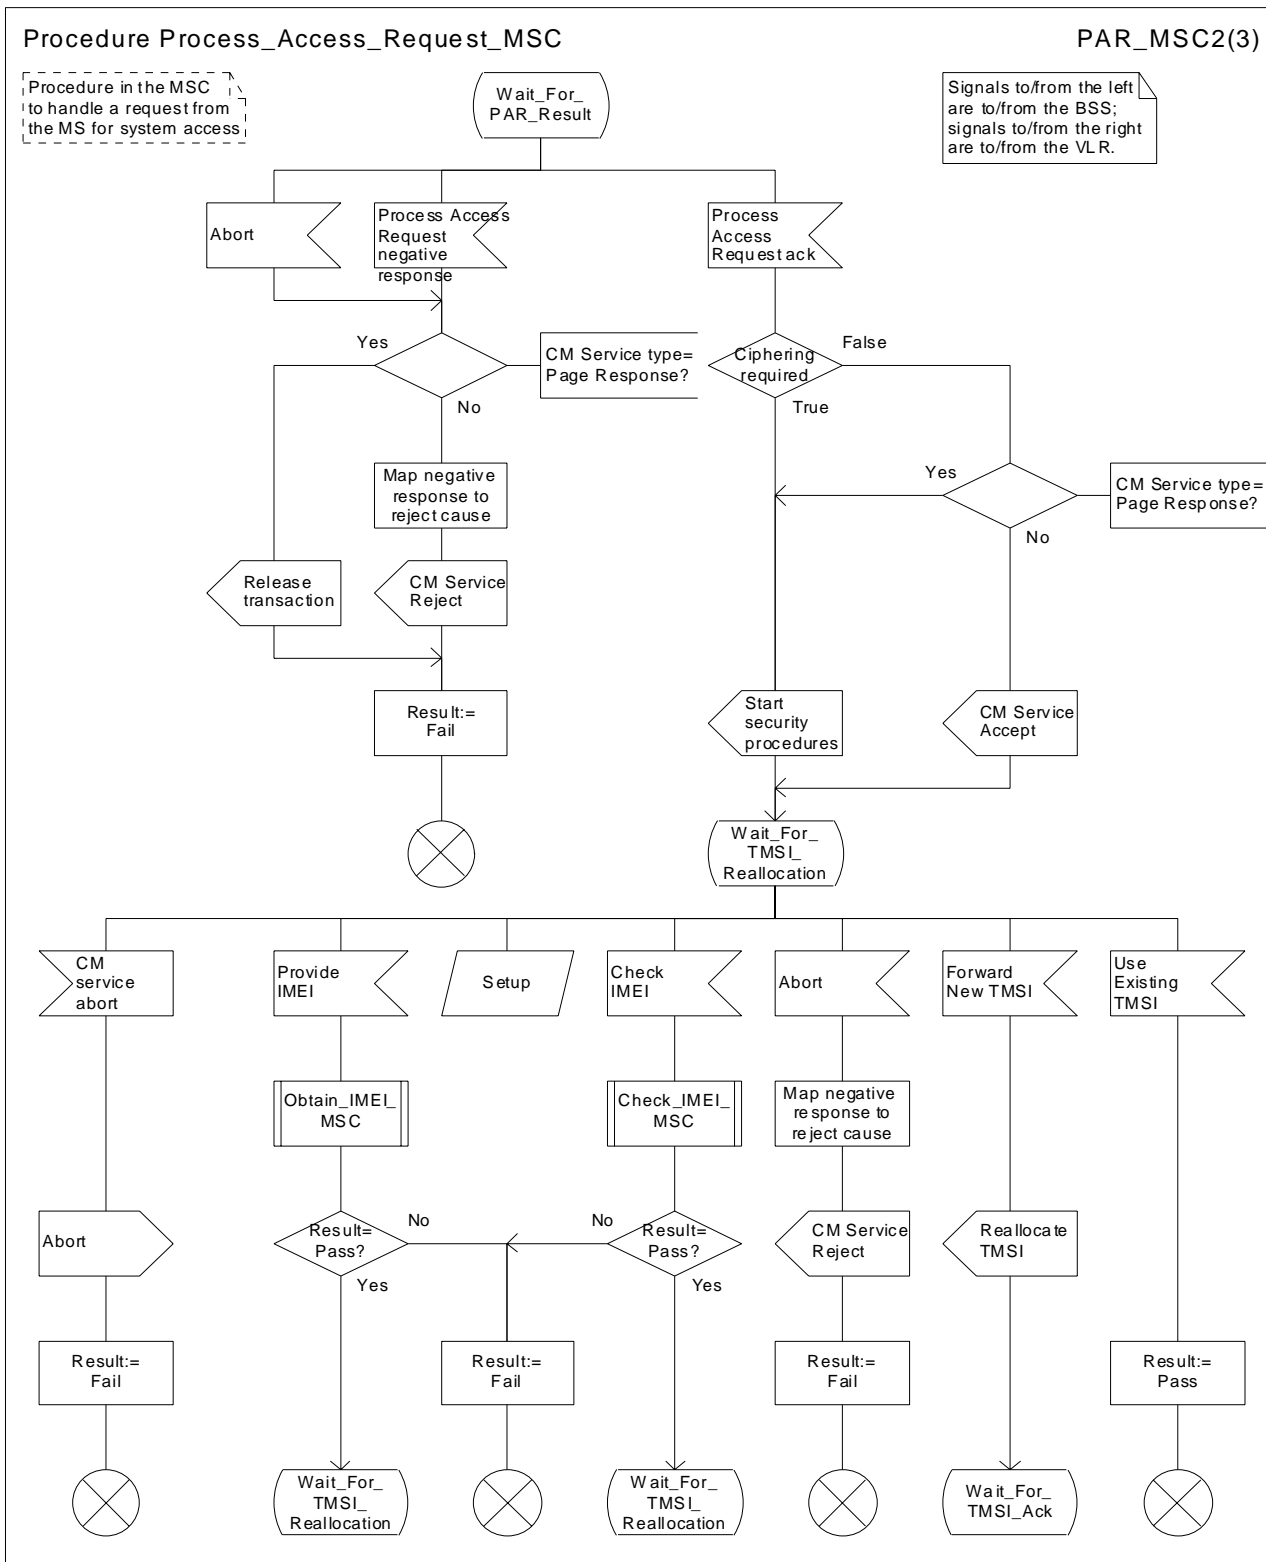 Procedure Process_Access_Request_MSC
PAR_MSC2(3)
Procedure in the MSC
to handle a request from
the MS for system access
Wait_For_
PAR_Result
Signals to/from the left
are to/from the BSS;
signals to/from the right
are to/from the VLR.
Abort
Process Access
Request
negative
response
Process
Access
Request ack
Yes
CM Service type=
Page Response?
No
Ciphering
required
False
True
Map negative
response to
reject cause
Yes
CM Service type=
Page Response?
No
Release
transaction
CM Service
Reject
Result:=
Fail
Start
security
procedures
CM Service
Accept
Wait_For_
TMSI_
Reallocation
CM
service
abort
Provide
IMEI
Setup
Check
IMEI
Abort
Forward
New TMSI
Use
Existing
TMSI
Obtain_IMEI_
MSC
Check_IMEI_
MSC
Map negative
response to
reject cause
Abort
Result=
Pass?
No
Yes
No
Result=
Pass?
Yes
CM Service
Reject
Reallocate
TMSI
Result:=
Fail
Result:=
Fail
Result:=
Fail
Result:=
Pass
Wait_For_
TMSI_
Reallocation
Wait_For_
TMSI_
Reallocation
Wait_For_
TMSI_Ack